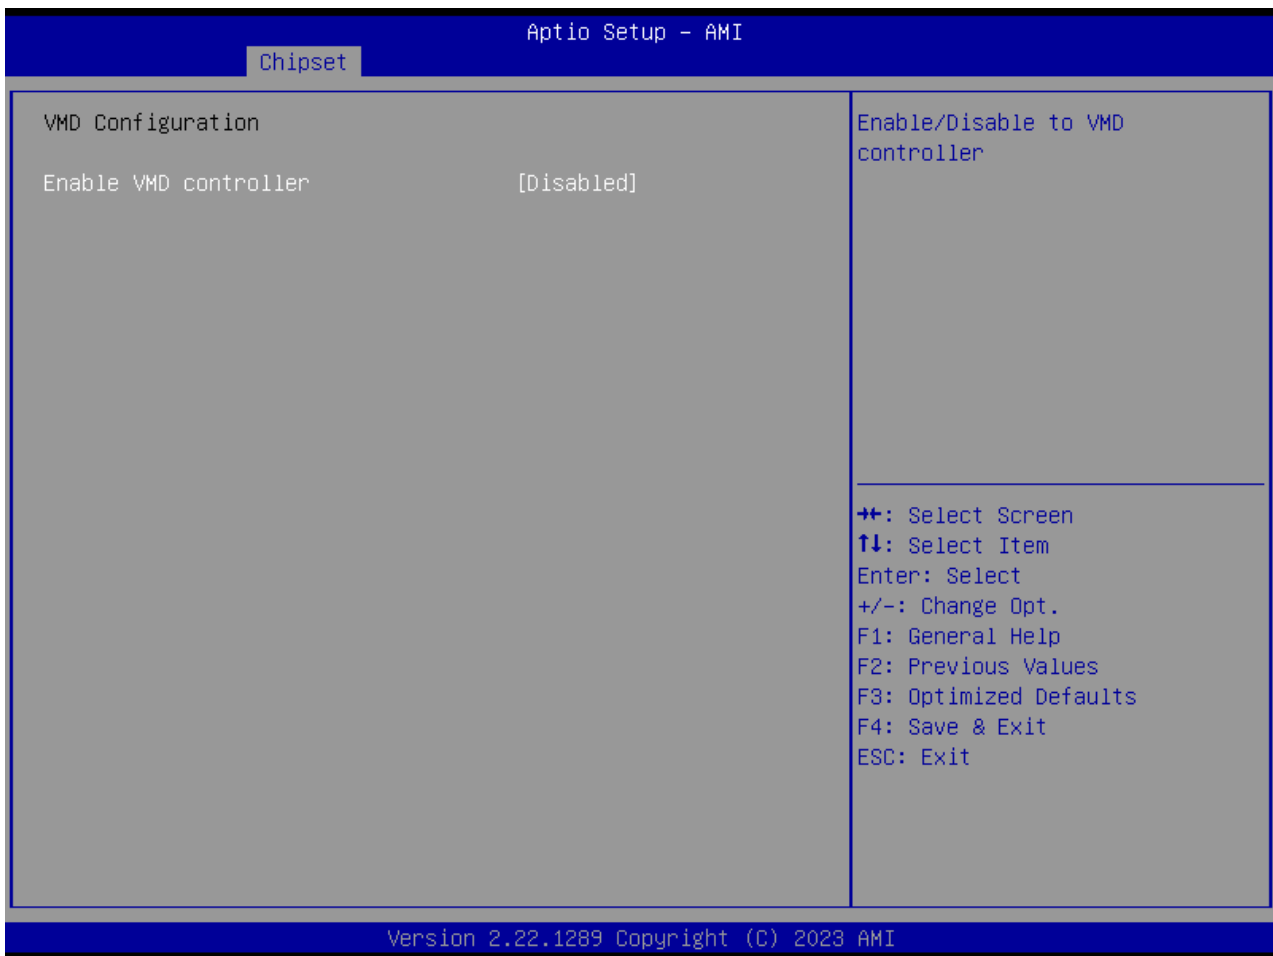 Aptio Setup – AMI
Chipset
VMD Configuration
Enable VMD controller [Disabled]
Enable/Disable to VMD
controller
→←: Select Screen
↑↓: Select Item
Enter: Select
+/-: Change Opt.
F1: General Help
F2: Previous Values
F3: Optimized Defaults
F4: Save & Exit
ESC: Exit
Version 2.22.1289 Copyright (C) 2023 AMI